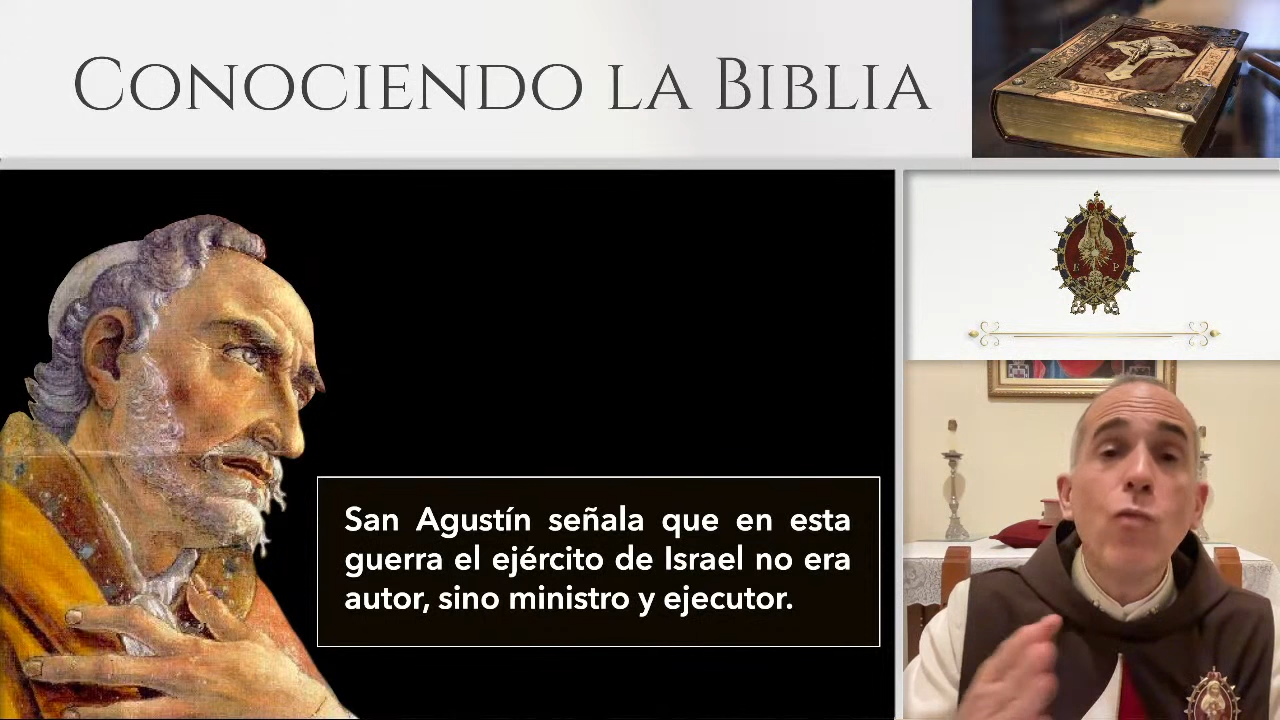 CONOCIENDO LA BIBLIA
San Agustín señala que en esta
guerra el ejército de Israel no era
autor, sino ministro y ejecutor.
E P